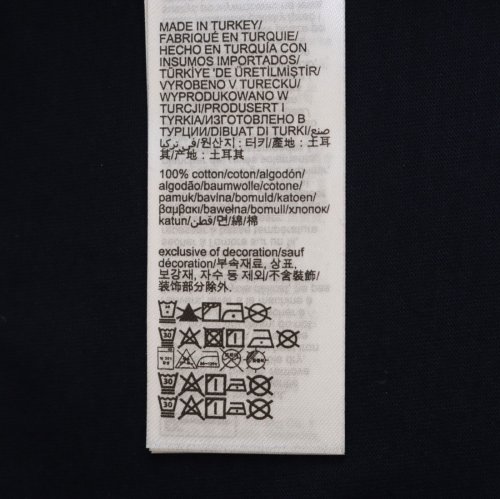 MADE IN TURKEY/
FABRIQUÉ EN TURQUIE/
HECHO EN TURQUÍA CON
INSUMOS IMPORTADOS/
TÜRKİYE 'DE ÜRETİLMİŞTİR/
VYROBENO V TURECKU/
WYPRODUKOWANO W
TURCJI/PRODUSERT I
TYRKIA/ИЗГОТОВЛЕНО В
ТУРЦИИ/DIBUAT DI TURKI/صنع
في تركيا/원산지: 터키/產地: 土耳
其/产地: 土耳其
100% cotton/coton/algodón/
algodão/baumwolle/cotone/
pamuk/bavlna/bomuld/katoen/
βαμβακι/bawełna/bomull/хлопок/
katun/قطن/면/綿/棉
exclusive of decoration/sauf
décoration/부속재료, 상표,
보강재, 자수 등 제외/不含裝飾/
装饰部分除外.
30
30
30
30